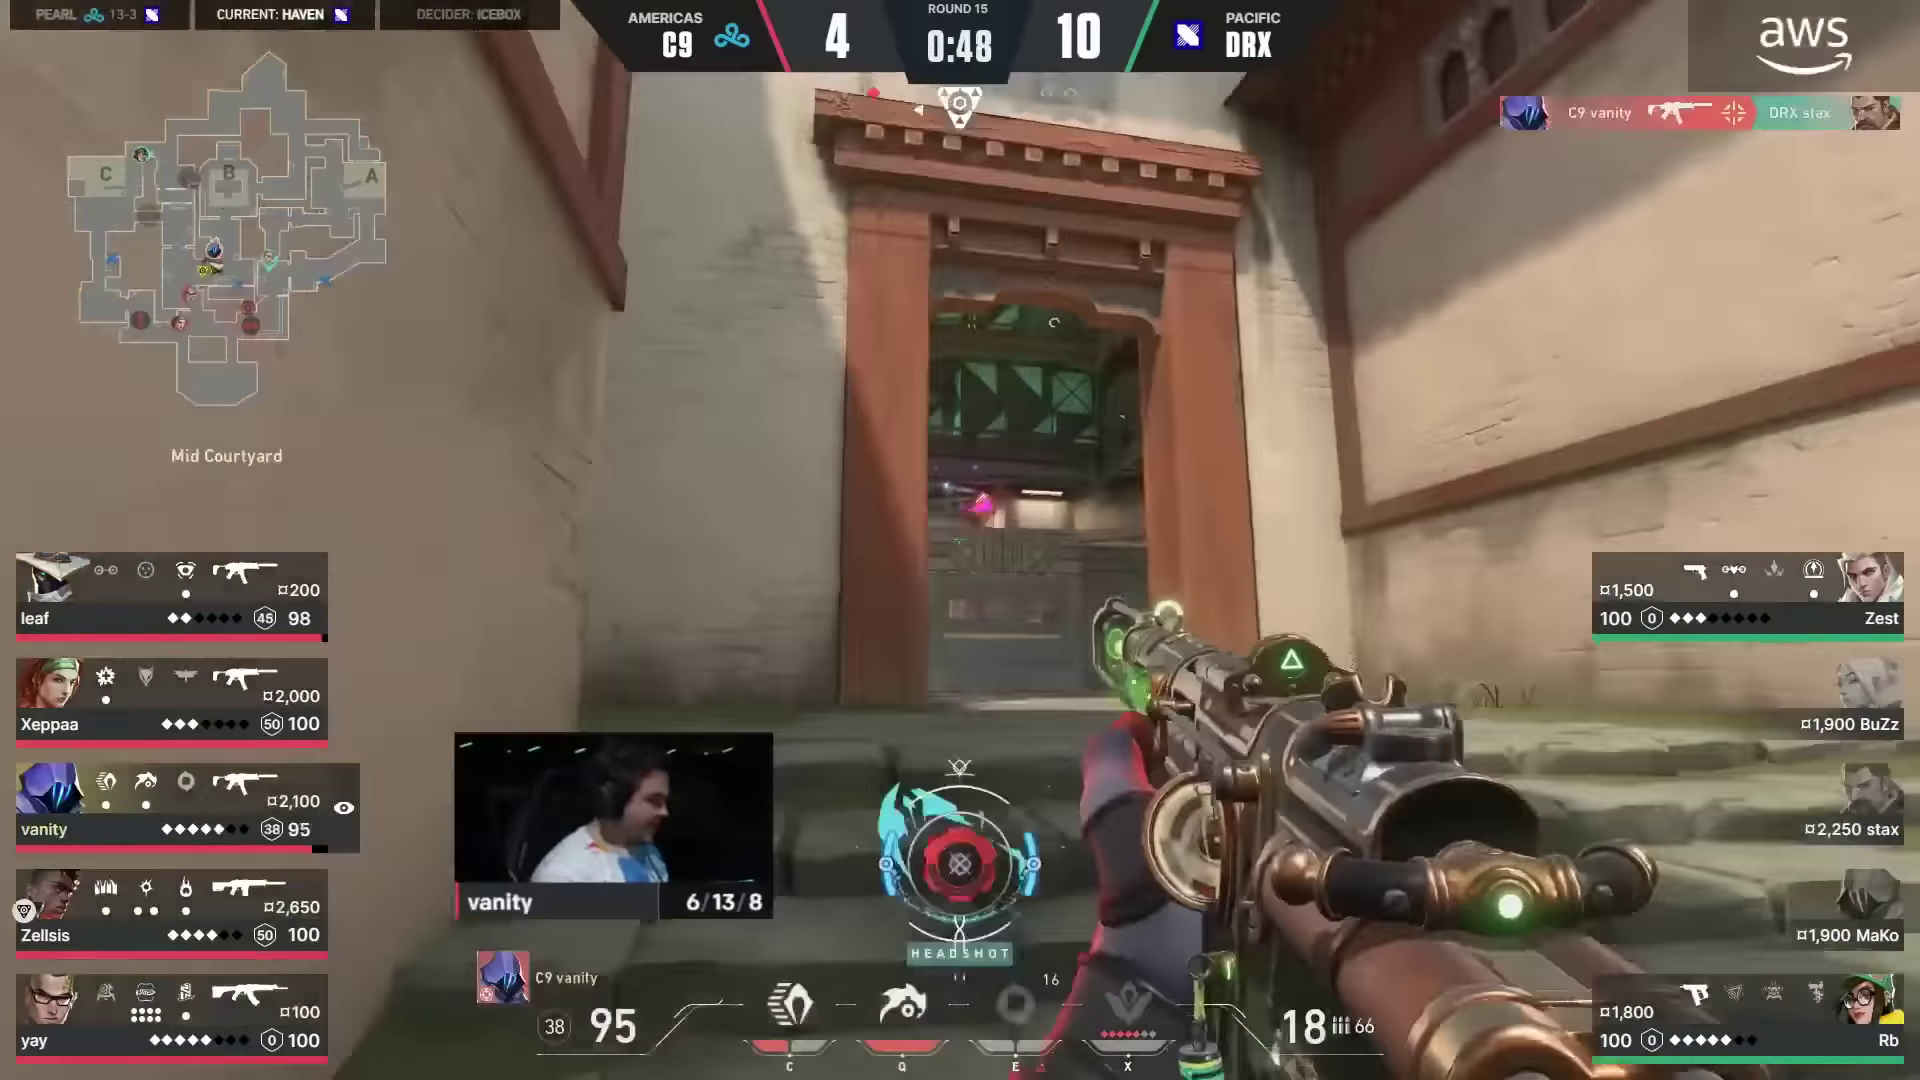 PEARL 13-3
CURRENT: HAVEN
DECIDER: ICEBOX
AMERICAS
C9
4
ROUND 15
0:48
10
PACIFIC
DRX
aws
C9 vanity
DRX stax
C
B
A
Mid Courtyard
200
leaf
45
98
2,000
Xeppaa
50
100
2,100
vanity
38
95
2,650
Zellsis
50
100
100
yay
0
100
1,500
100
0
Zest
1,900 BuZz
2,250 stax
1,900 MaKo
1,800
100
0
Rb
vanity
6/13/8
HEADSHOT
C9 vanity
38
95
16
C
Q
E
X
18
66